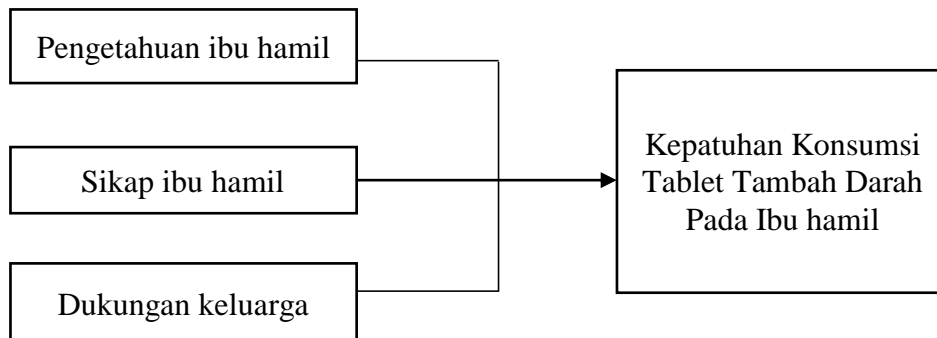 Pengetahuan ibu hamil
Sikap ibu hamil
Dukungan keluarga
Kepatuhan Konsumsi
Tablet Tambah Darah
Pada Ibu hamil